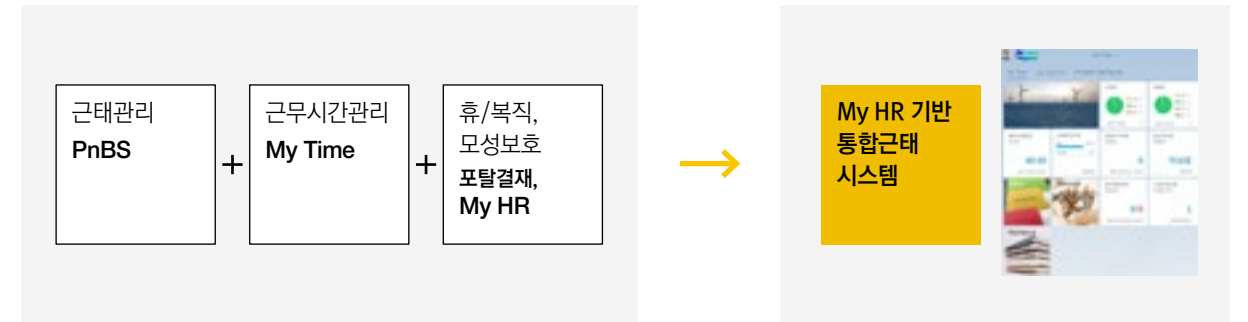 근태관리
PnBS
+
근무시간관리
My Time
+
휴/복직,
모성보호
포탈결재,
My HR
My HR 기반
통합근태
시스템